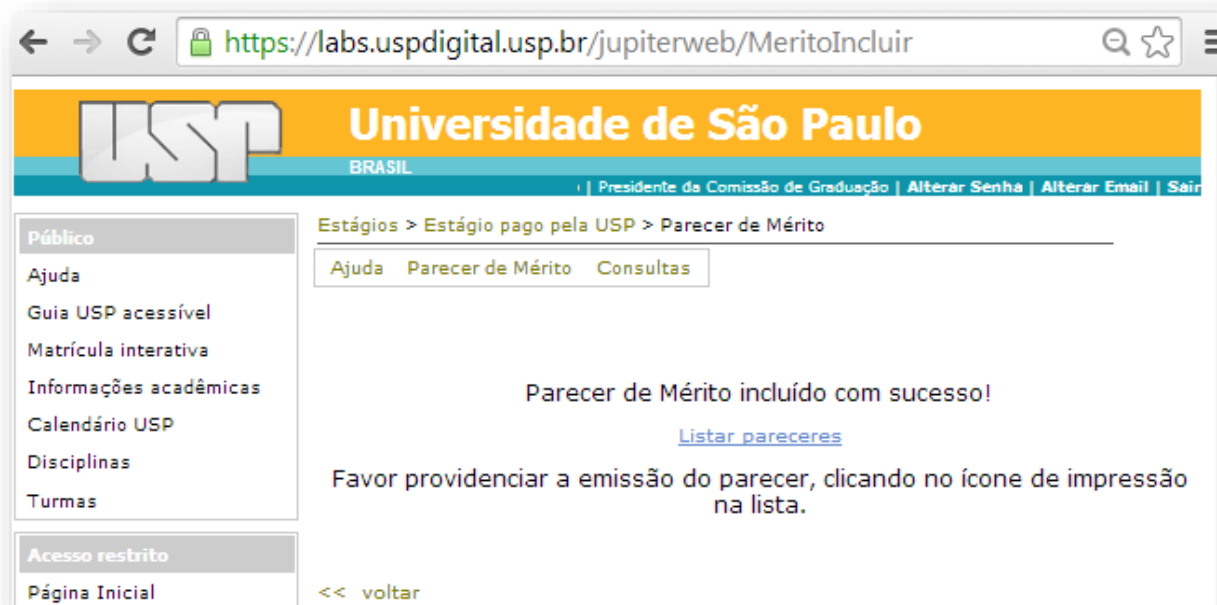 https://labs.uspdigital.usp.br/jupiterweb/MeritoIncluir
USP
Universidade de São Paulo
BRASIL
| Presidente da Comissão de Graduação | Alterar Senha | Alterar Email | Sair
Público
Ajuda
Guia USP acessível
Matrícula interativa
Informações acadêmicas
Calendário USP
Disciplinas
Turmas
Acesso restrito
Página Inicial
Estágios > Estágio pago pela USP > Parecer de Mérito
Ajuda Parecer de Mérito Consultas
Parecer de Mérito incluído com sucesso!
Listar pareceres
Favor providenciar a emissão do parecer, clicando no ícone de impressão
na lista.
<< voltar